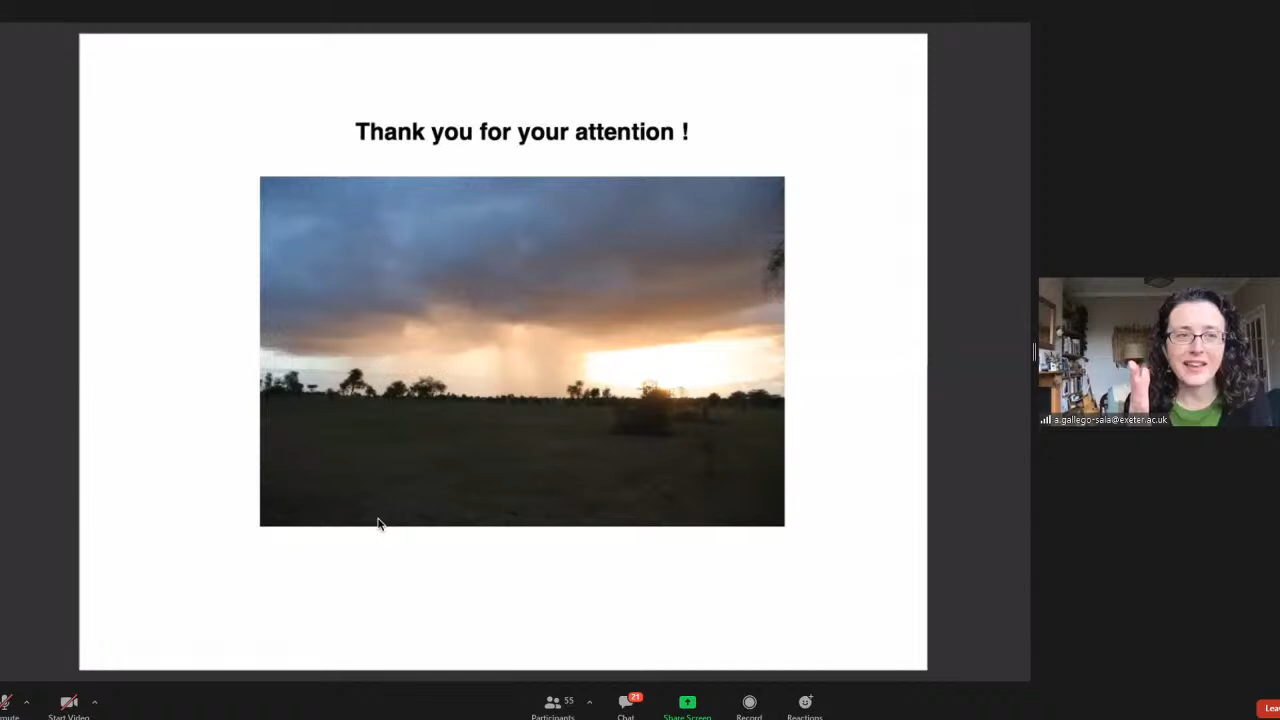 Thank you for your attention !
a.gallego-sala@exeter.ac.uk
Start Video
55
Participants
21
Chat
Share Screen
Record
Reactions